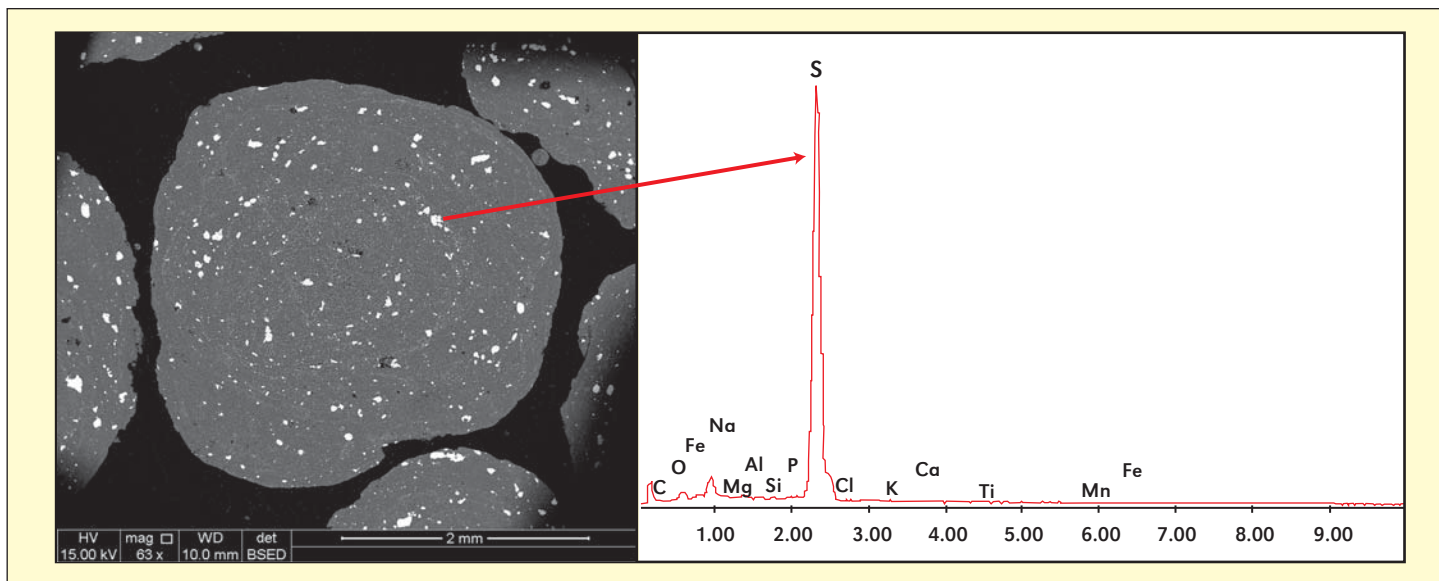 HV mag □ WD det
15.00 kV 63 x 10.0 mm BSED
2 mm
S
Na
Fe
O Al P Ca Fe
C Mg Si Cl K Ti Mn
1.00 2.00 3.00 4.00 5.00 6.00 7.00 8.00 9.00